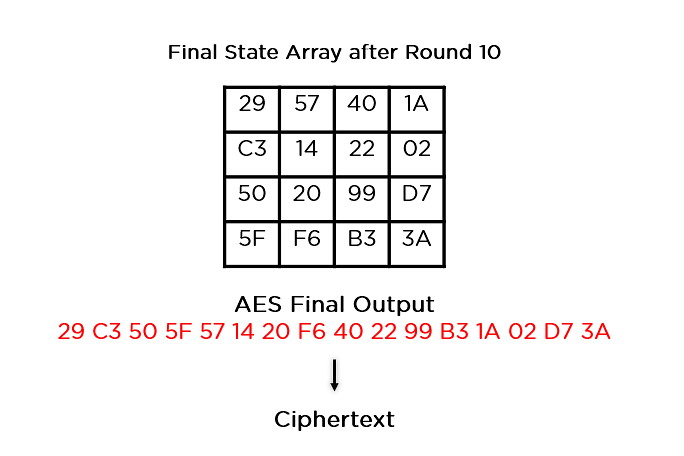 Final State Array after Round 10
29 57 40 1A
C3 14 22 02
50 20 99 D7
5F F6 B3 3A
AES Final Output
29 C3 50 5F 57 14 20 F6 40 22 99 B3 1A 02 D7 3A
Ciphertext